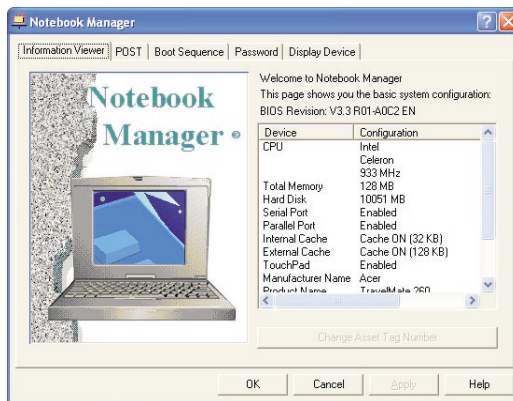 Notebook Manager
Information Viewer POST Boot Sequence Password Display Device
Notebook
Manager ®
Welcome to Notebook Manager
This page shows you the basic system configuration:
BIOS Revision: V3.3 R01-A0C2 EN
Device Configuration
CPU Intel
Celeron
933 MHz
Total Memory 128 MB
Hard Disk 10051 MB
Serial Port Enabled
Parallel Port Enabled
Internal Cache Cache ON (32 KB)
External Cache Cache ON (128 KB)
TouchPad Enabled
Manufacturer Name Acer
Product Name TravelMate 260
Change Asset Tag Number
OK Cancel Apply Help